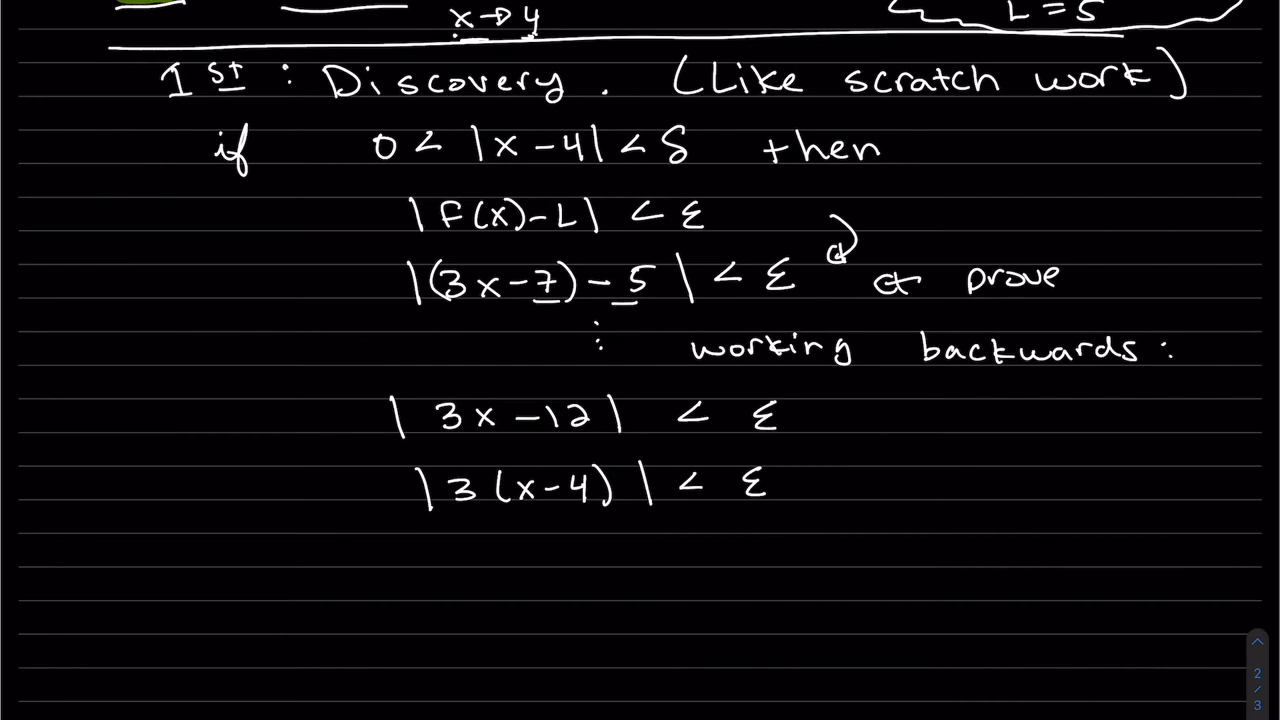 x → 4
L = 5
1st : Discovery. (Like scratch work)
if 0 < |x - 4| < δ then
|f(x) - L| < ε
|(3x - 7) - 5| < ε ← prove
⋮ working backwards:
|3x - 12| < ε
|3(x - 4)| < ε
2
/
3